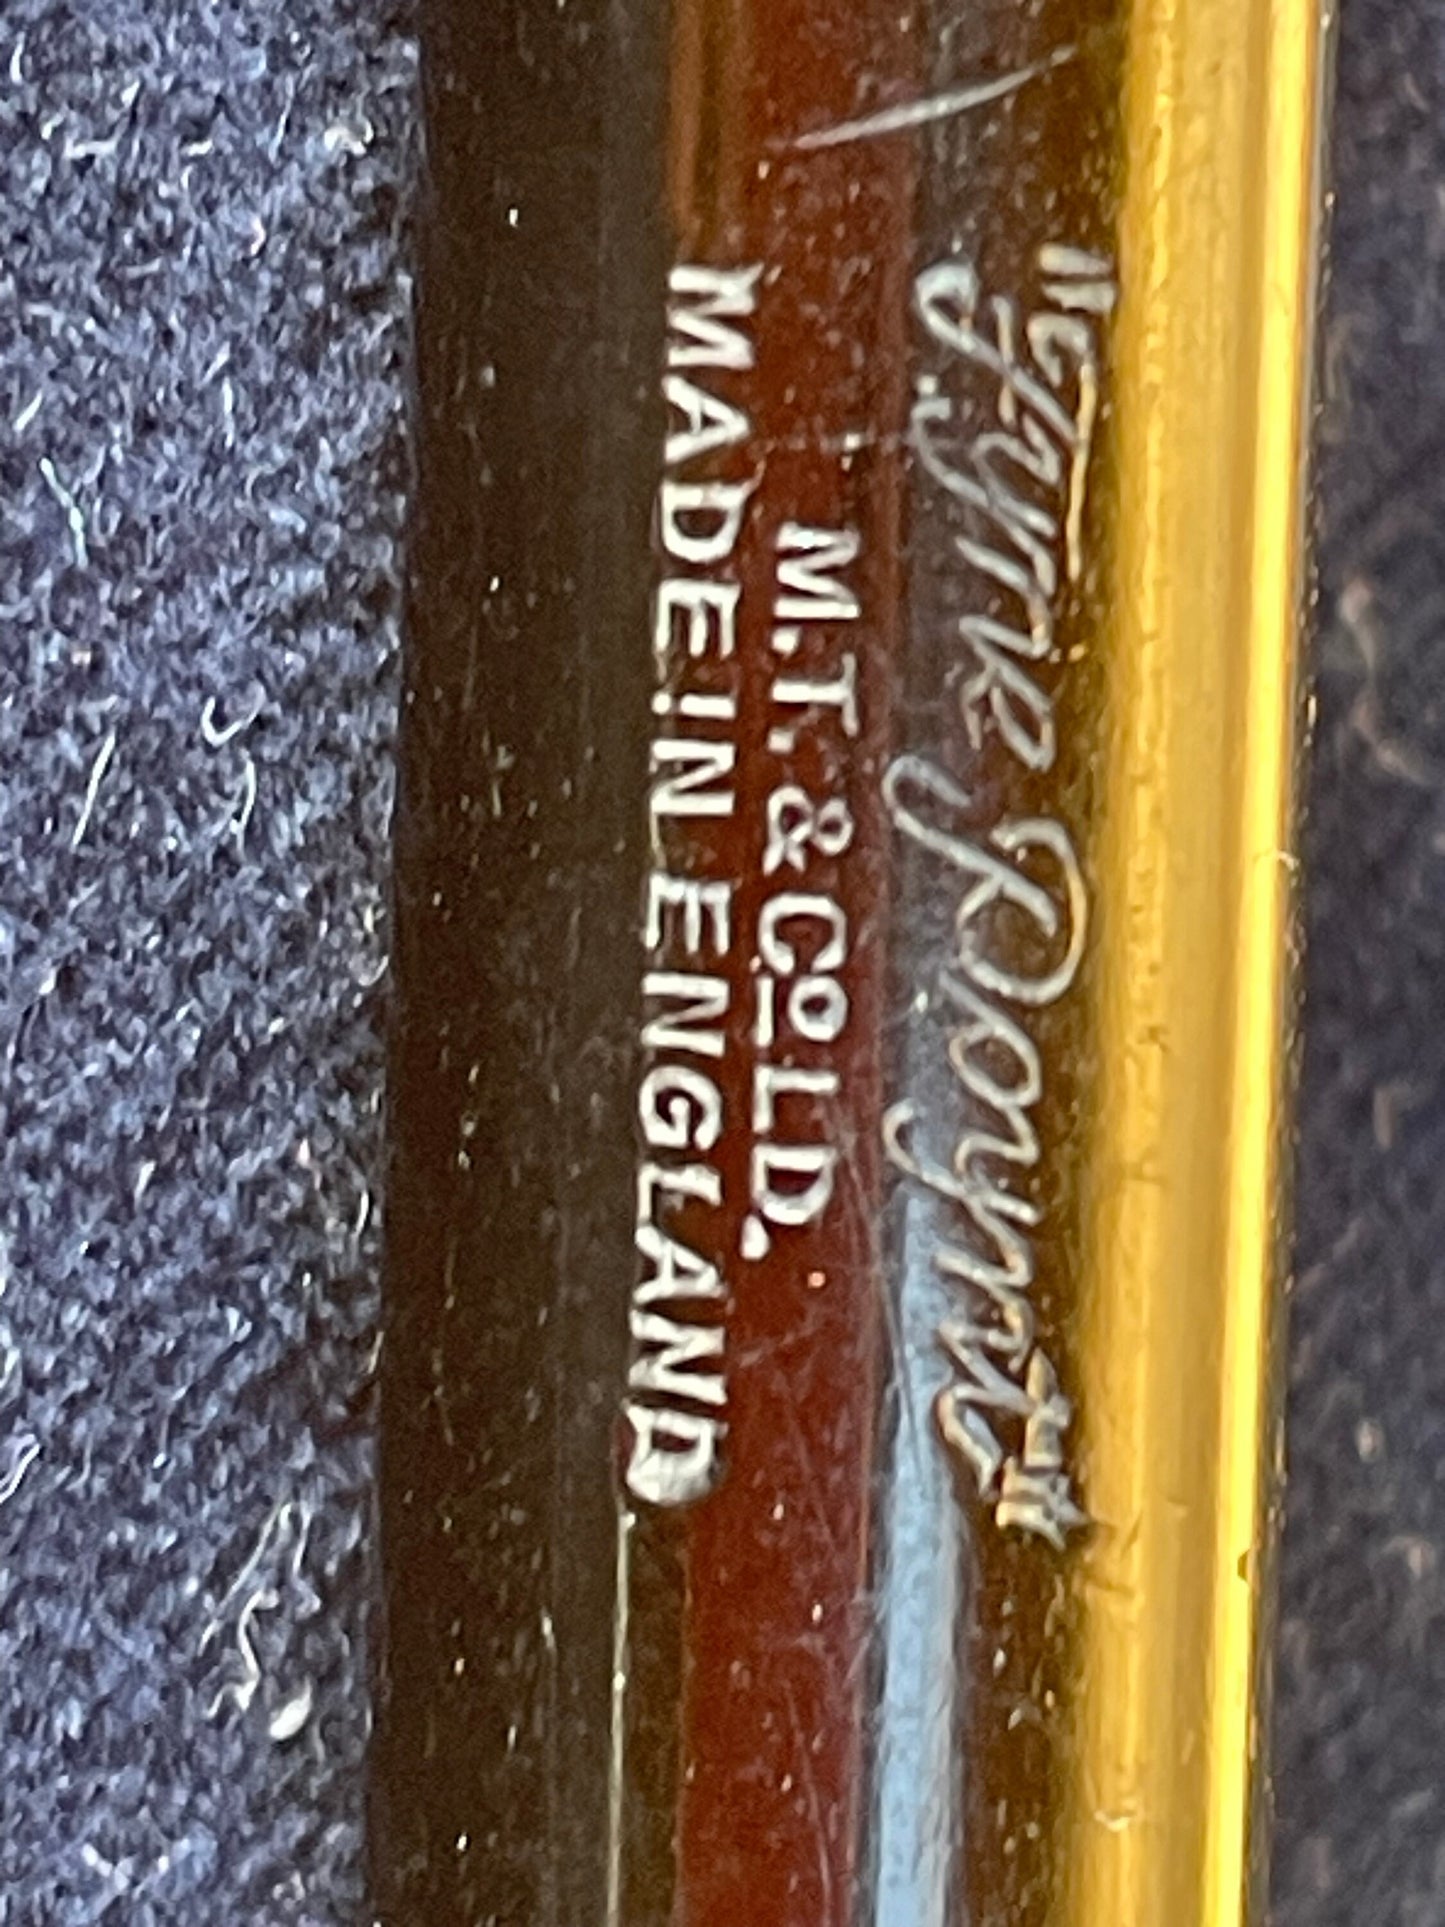 "Fyne Poynt"
M.T. & Cº LD.
MADE IN ENGLAND